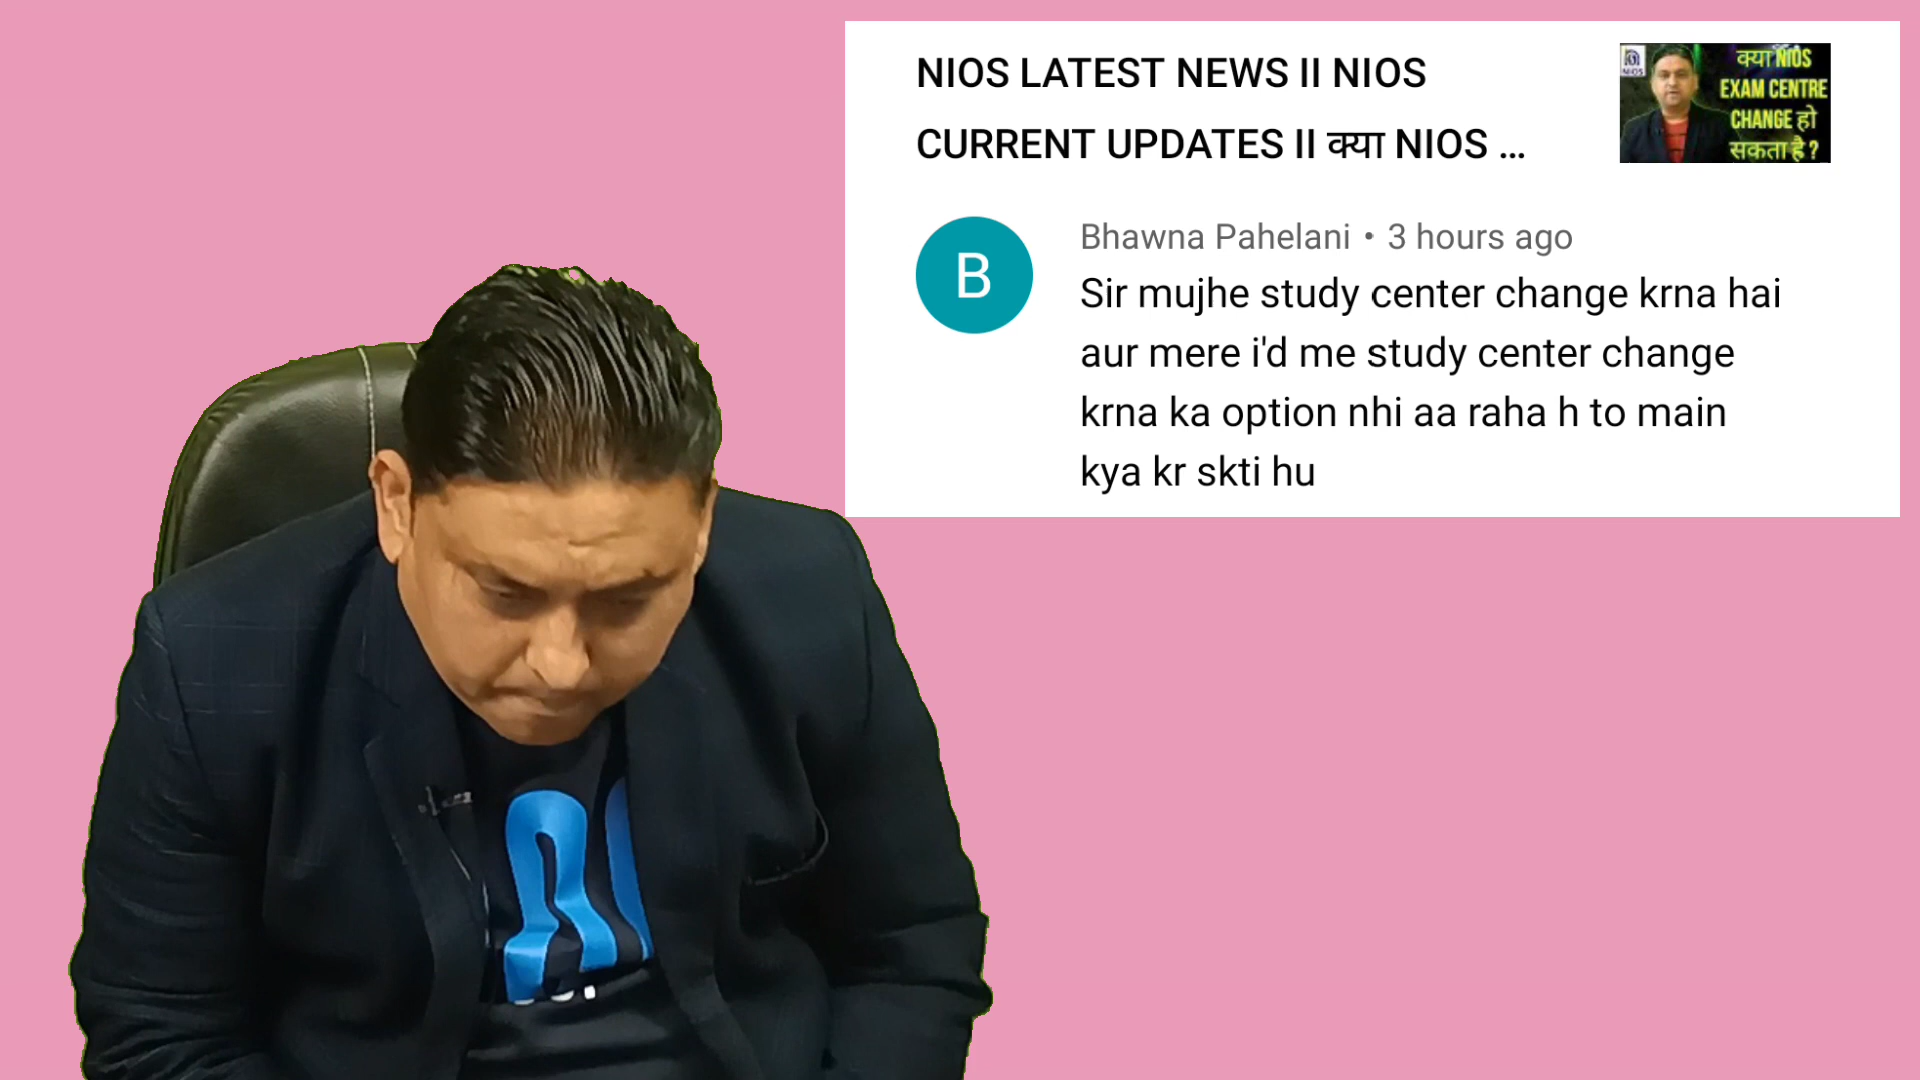 NIOS LATEST NEWS II NIOS
CURRENT UPDATES II क्या NIOS ...
NIOS
क्या NIOS
EXAM CENTRE
CHANGE हो
सकता है ?
B
Bhawna Pahelani • 3 hours ago
Sir mujhe study center change krna hai
aur mere i'd me study center change
krna ka option nhi aa raha h to main
kya kr skti hu